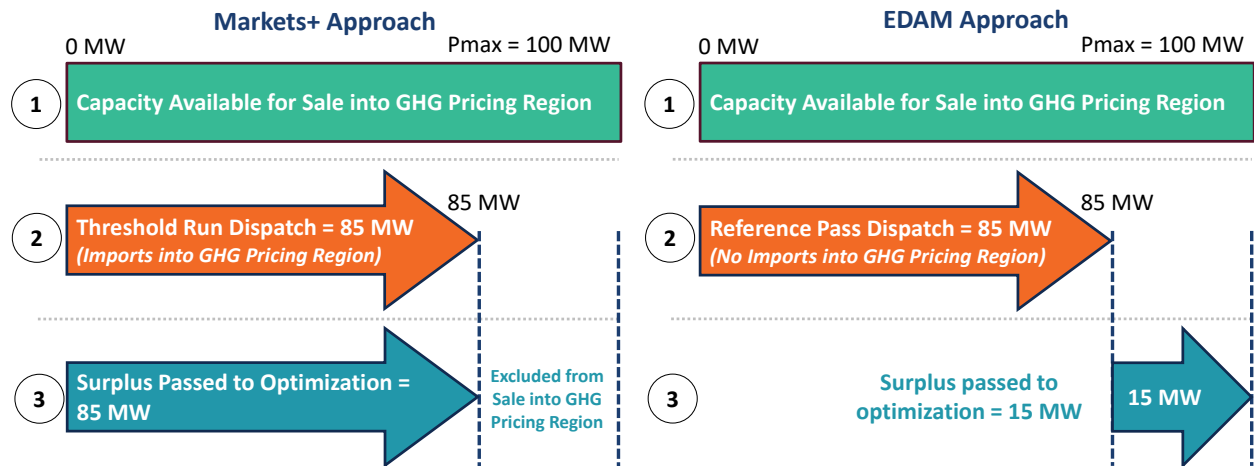 Markets+ Approach
0 MW
Pmax = 100 MW
1
Capacity Available for Sale into GHG Pricing Region
2
Threshold Run Dispatch = 85 MW
(Imports into GHG Pricing Region)
85 MW
3
Surplus Passed to Optimization =
85 MW
Excluded from
Sale into GHG
Pricing Region
EDAM Approach
0 MW
Pmax = 100 MW
1
Capacity Available for Sale into GHG Pricing Region
2
Reference Pass Dispatch = 85 MW
(No Imports into GHG Pricing Region)
85 MW
3
Surplus passed to
optimization = 15 MW
15 MW